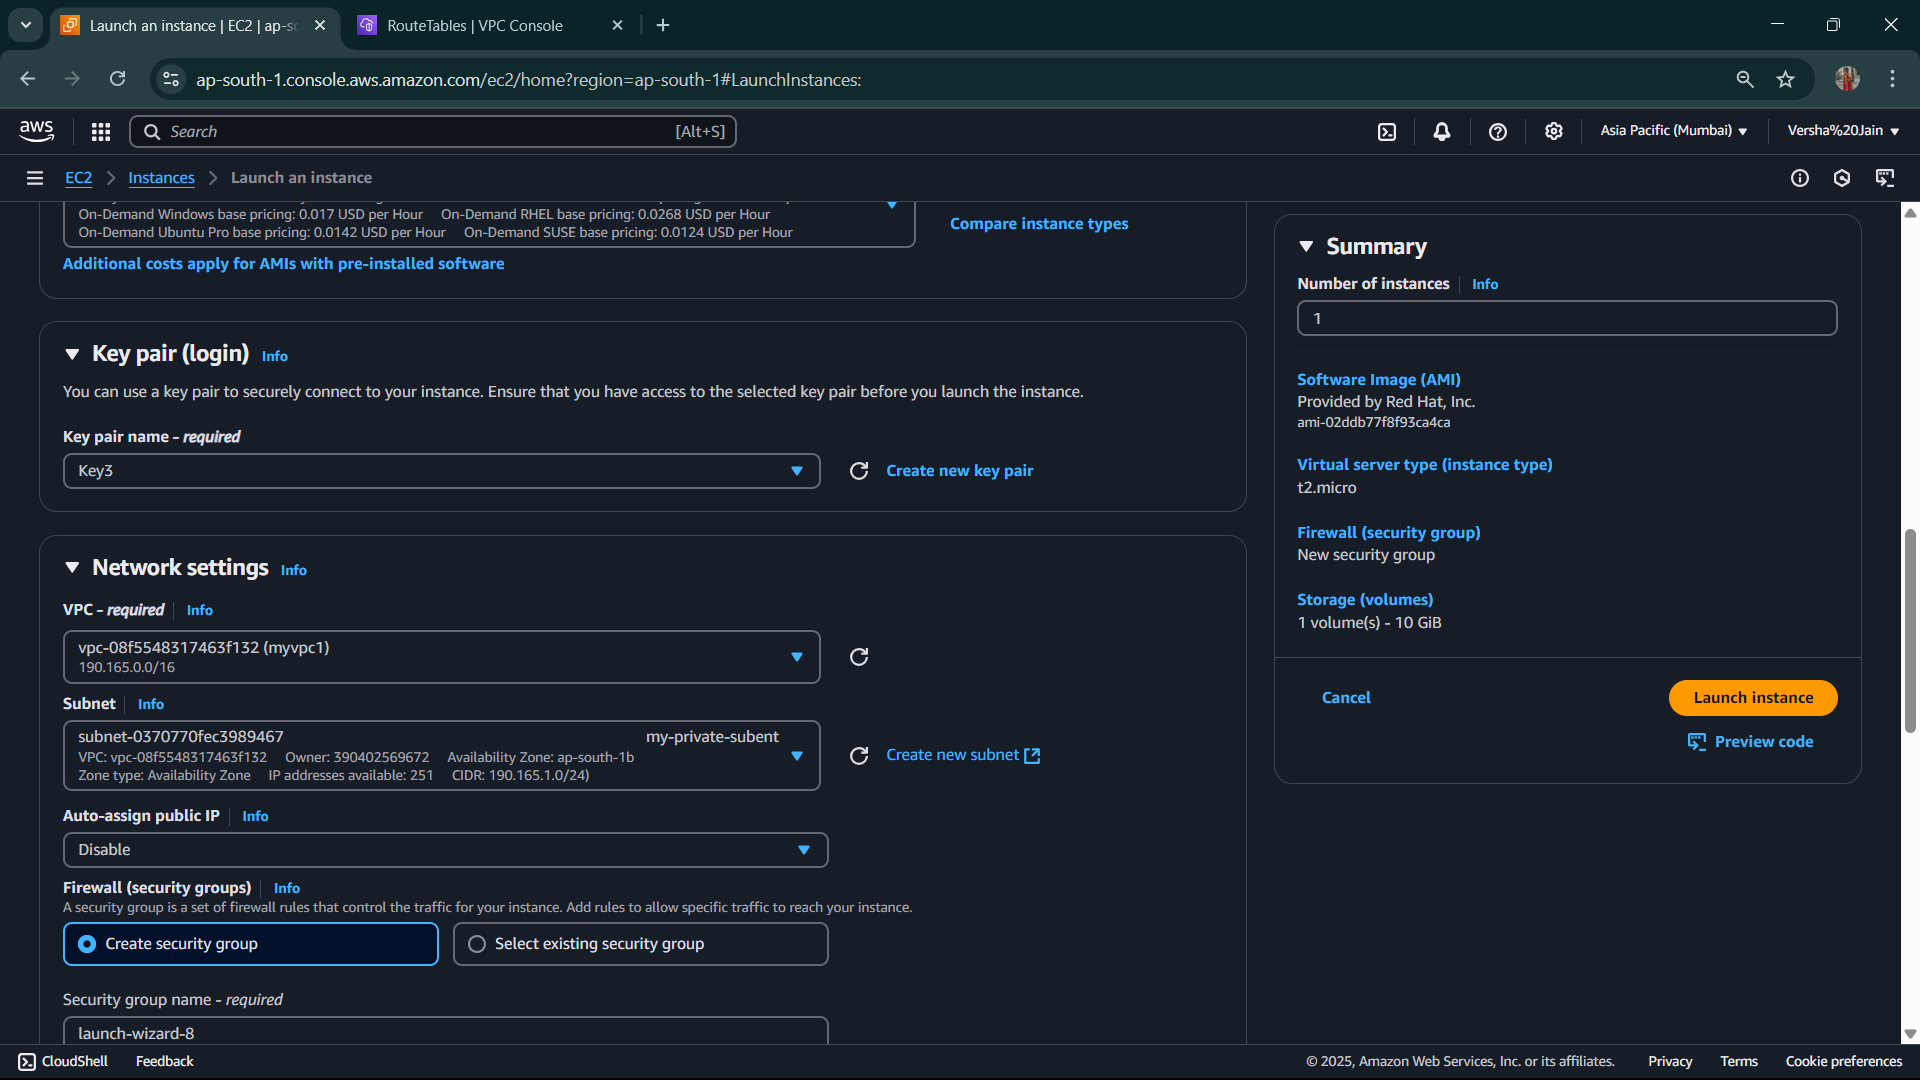 Launch an instance | EC2 | ap-sc
RouteTables | VPC Console
ap-south-1.console.aws.amazon.com/ec2/home?region=ap-south-1#LaunchInstances:
aws
Search [Alt+S]
Asia Pacific (Mumbai)
Versha%20Jain
EC2 > Instances > Launch an instance
On-Demand Windows base pricing: 0.017 USD per Hour On-Demand RHEL base pricing: 0.0268 USD per Hour
On-Demand Ubuntu Pro base pricing: 0.0142 USD per Hour On-Demand SUSE base pricing: 0.0124 USD per Hour
Compare instance types
Additional costs apply for AMIs with pre-installed software
Key pair (login) Info
You can use a key pair to securely connect to your instance. Ensure that you have access to the selected key pair before you launch the instance.
Key pair name - required
Key3
Create new key pair
Network settings Info
VPC - required Info
vpc-08f5548317463f132 (myvpc1)
190.165.0.0/16
Subnet Info
subnet-0370770fec3989467 my-private-subent
VPC: vpc-08f5548317463f132 Owner: 390402569672 Availability Zone: ap-south-1b
Zone type: Availability Zone IP addresses available: 251 CIDR: 190.165.1.0/24)
Create new subnet
Auto-assign public IP Info
Disable
Firewall (security groups) Info
A security group is a set of firewall rules that control the traffic for your instance. Add rules to allow specific traffic to reach your instance.
Create security group
Select existing security group
Security group name - required
launch-wizard-8
Summary
Number of instances Info
1
Software Image (AMI)
Provided by Red Hat, Inc.
ami-02ddb77f8f93ca4ca
Virtual server type (instance type)
t2.micro
Firewall (security group)
New security group
Storage (volumes)
1 volume(s) - 10 GiB
Cancel
Launch instance
Preview code
CloudShell
Feedback
© 2025, Amazon Web Services, Inc. or its affiliates.
Privacy
Terms
Cookie preferences